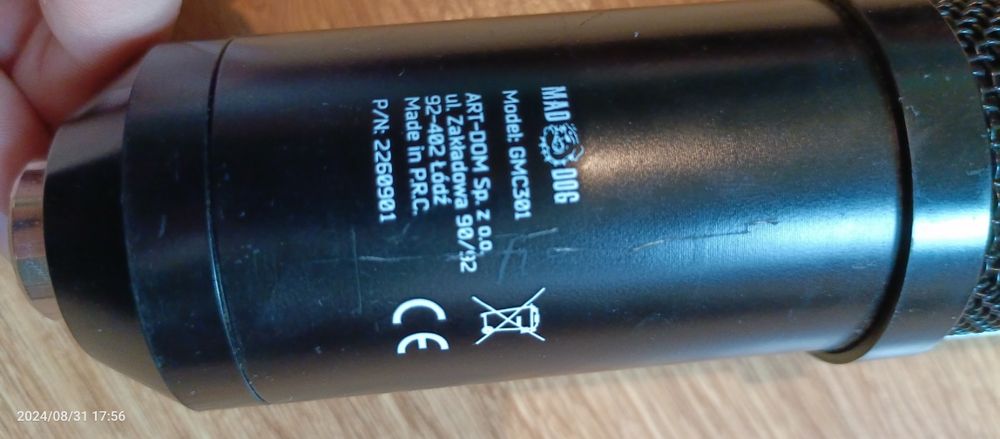 MAD DOG
Model: GMC301
ART-DOM Sp. z o.o.
ul. Zakładowa 90/92
92-402 Łódź
Made in P.R.C.
P/N: 2260901
CE
2024/08/31 17:56